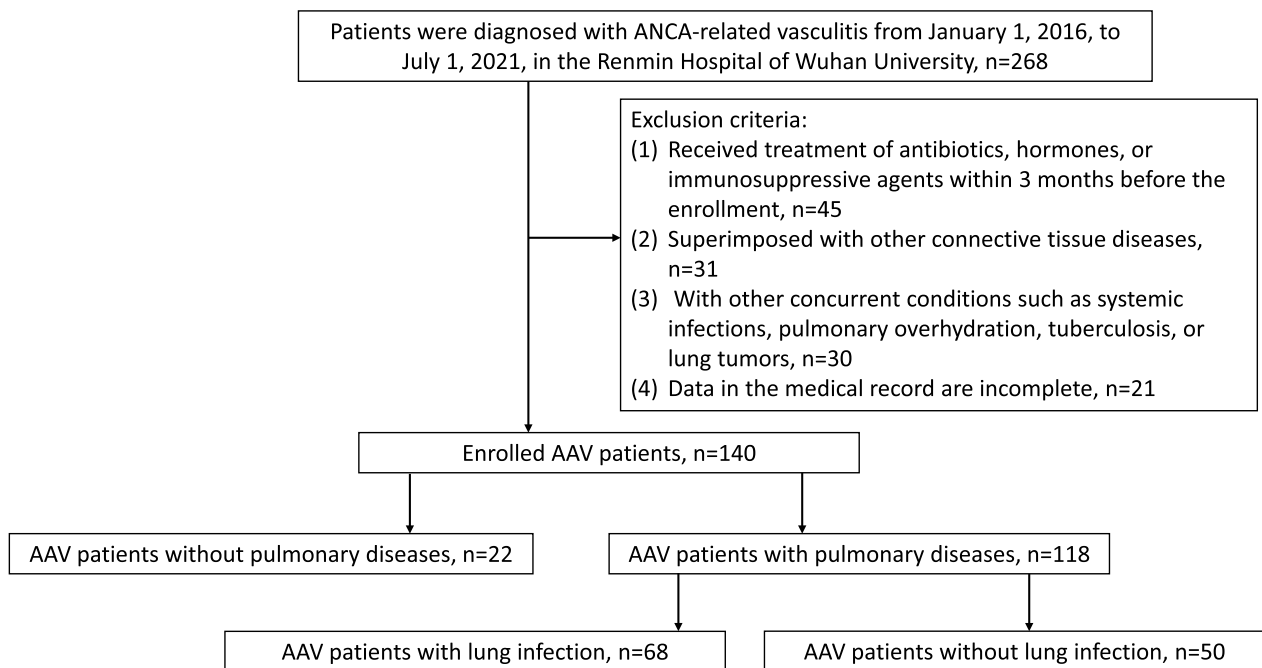 Patients were diagnosed with ANCA-related vasculitis from January 1, 2016, to
July 1, 2021, in the Renmin Hospital of Wuhan University, n=268
Exclusion criteria:
(1) Received treatment of antibiotics, hormones, or
immunosuppressive agents within 3 months before the
enrollment, n=45
(2) Superimposed with other connective tissue diseases,
n=31
(3) With other concurrent conditions such as systemic
infections, pulmonary overhydration, tuberculosis, or
lung tumors, n=30
(4) Data in the medical record are incomplete, n=21
Enrolled AAV patients, n=140
AAV patients without pulmonary diseases, n=22
AAV patients with pulmonary diseases, n=118
AAV patients with lung infection, n=68
AAV patients without lung infection, n=50